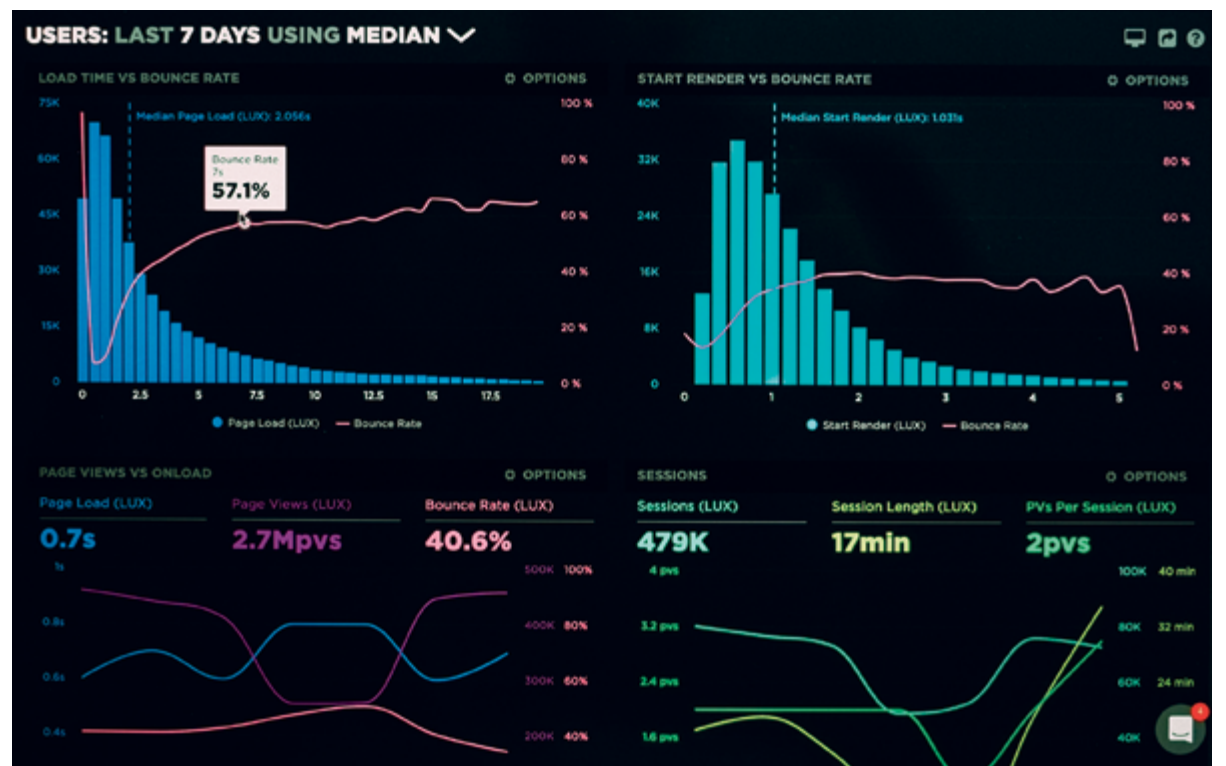 USERS: LAST 7 DAYS USING MEDIAN
LOAD TIME VS BOUNCE RATE
OPTIONS
75K
60K
45K
30K
15K
0
Median Page Load (LUX): 2.056s
Bounce Rate
7s
57.1%
100 %
80 %
60 %
40 %
20 %
0 %
0 2.5 5 7.5 10 12.5 15 17.5
Page Load (LUX) Bounce Rate
START RENDER VS BOUNCE RATE
OPTIONS
40K
32K
24K
16K
8K
0
Median Start Render (LUX): 1.031s
100 %
80 %
60 %
40 %
20 %
0 %
0 1 2 3 4 5
Start Render (LUX) Bounce Rate
PAGE VIEWS VS ONLOAD
OPTIONS
Page Load (LUX) Page Views (LUX) Bounce Rate (LUX)
0.7s 2.7Mpvs 40.6%
1s
0.8s
0.6s
0.4s
500K 100%
400K 80%
300K 60%
200K 40%
SESSIONS
OPTIONS
Sessions (LUX) Session Length (LUX) PVs Per Session (LUX)
479K 17min 2pvs
4 pvs
3.2 pvs
2.4 pvs
1.6 pvs
100K 40 min
80K 32 min
60K 24 min
40K
4